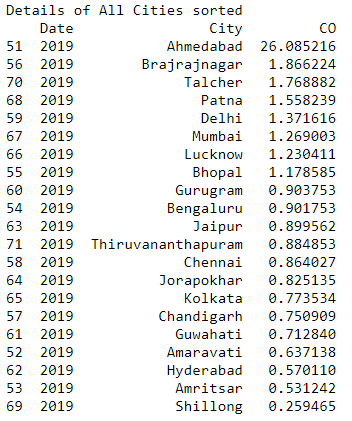 Details of All Cities sorted
Date City CO
51 2019 Ahmedabad 26.085216
56 2019 Brajrajnagar 1.866224
70 2019 Talcher 1.768882
68 2019 Patna 1.558239
59 2019 Delhi 1.371616
67 2019 Mumbai 1.269003
66 2019 Lucknow 1.230411
55 2019 Bhopal 1.178585
60 2019 Gurugram 0.903753
54 2019 Bengaluru 0.901753
63 2019 Jaipur 0.899562
71 2019 Thiruvananthapuram 0.884853
58 2019 Chennai 0.864027
64 2019 Jorapokhar 0.825135
65 2019 Kolkata 0.773534
57 2019 Chandigarh 0.750909
61 2019 Guwahati 0.712840
52 2019 Amaravati 0.637138
62 2019 Hyderabad 0.570110
53 2019 Amritsar 0.531242
69 2019 Shillong 0.259465